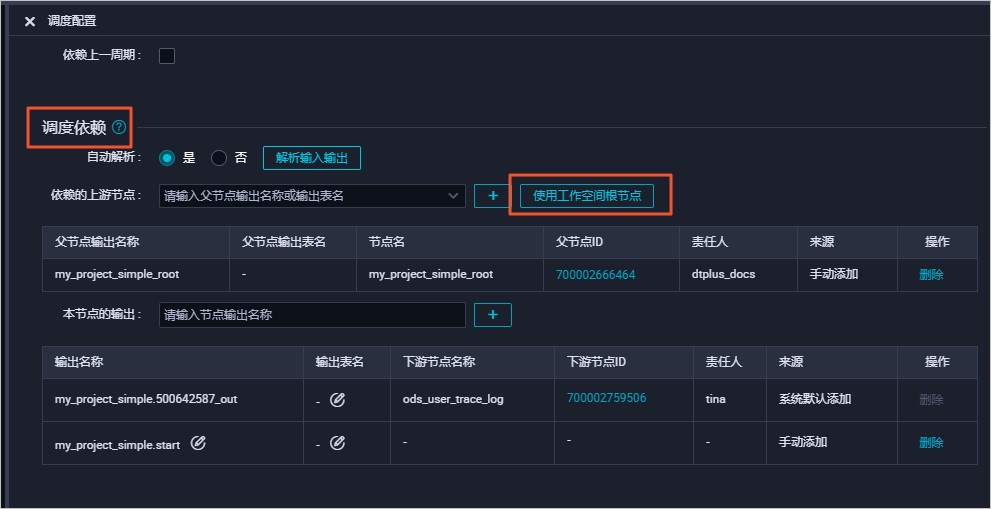 × 调度配置
依赖上一周期：
调度依赖 ?
自动解析： 是 否 解析输入输出
依赖的上游节点： 请输入父节点输出名称或输出表名 + 使用工作空间根节点
父节点输出名称 父节点输出表名 节点名 父节点ID 责任人 来源 操作
my_project_simple_root - my_project_simple_root 700002666464 dtplus_docs 手动添加 删除
本节点的输出： 请输入节点输出名称 +
输出名称 输出表名 下游节点名称 下游节点ID 责任人 来源 操作
my_project_simple.500642587_out - ods_user_trace_log 700002759506 tina 系统默认添加 删除
my_project_simple.start - - - - 手动添加 删除